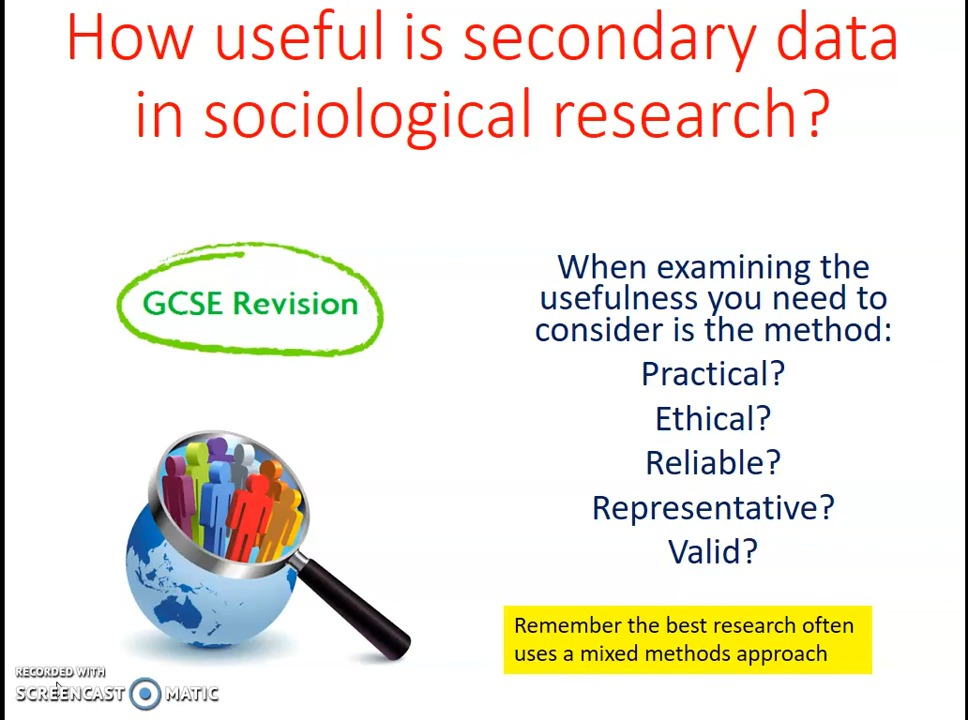 How useful is secondary data
in sociological research?
GCSE Revision
When examining the
usefulness you need to
consider is the method:
Practical?
Ethical?
Reliable?
Representative?
Valid?
Remember the best research often
uses a mixed methods approach
RECORDED WITH
SCREENCAST MATIC